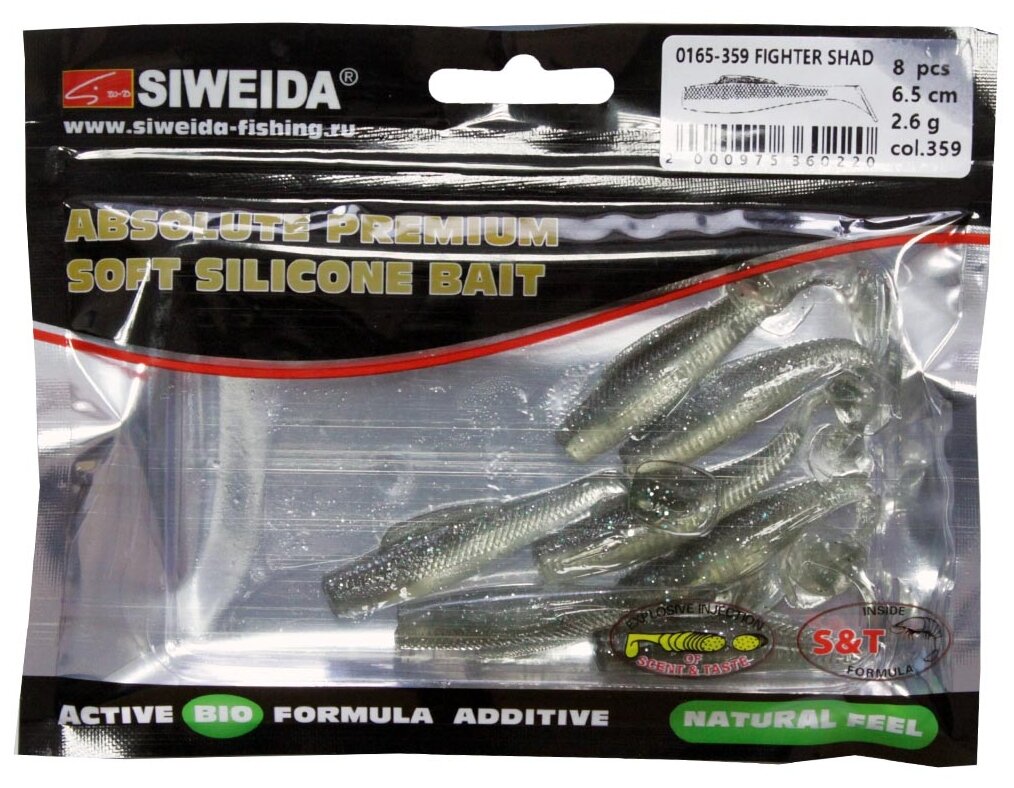 SIWEIDA®
www.siweida-fishing.ru
0165-359 FIGHTER SHAD
8 pcs
6.5 cm
2.6 g
col.359
2 000975 360220
ABSOLUTE PREMIUM
SOFT SILICONE BAIT
EXPLOSIVE INJECTION
OF
SCENT & TASTE
INSIDE
S&T
FORMULA
ACTIVE BIO FORMULA ADDITIVE
NATURAL FEEL